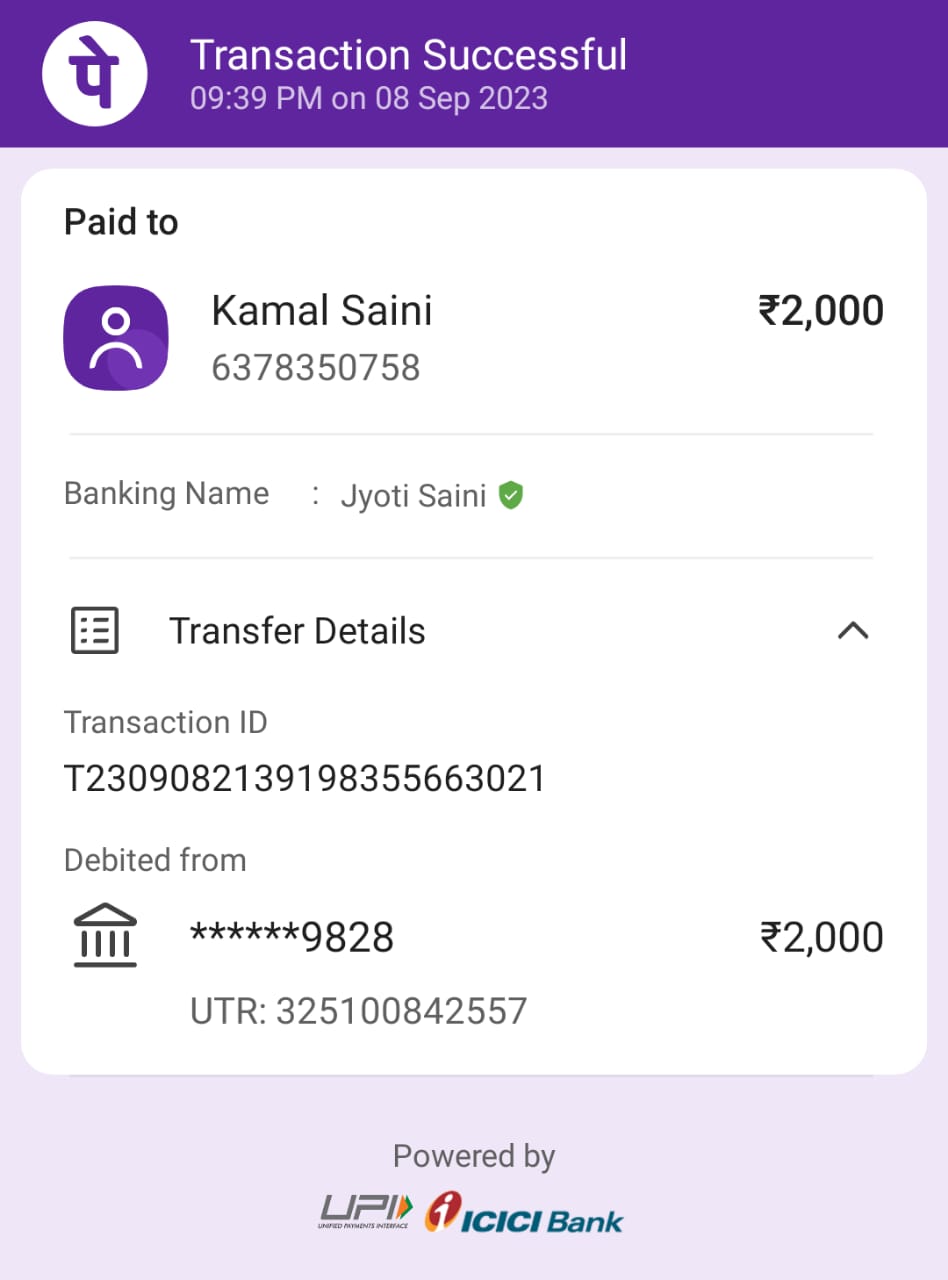 पे
Transaction Successful
09:39 PM on 08 Sep 2023
Paid to
Kamal Saini ₹2,000
6378350758
Banking Name : Jyoti Saini
Transfer Details
Transaction ID
T2309082139198355663021
Debited from
******9828 ₹2,000
UTR: 325100842557
Powered by
UPI
UNIFIED PAYMENTS INTERFACE
ICICI Bank